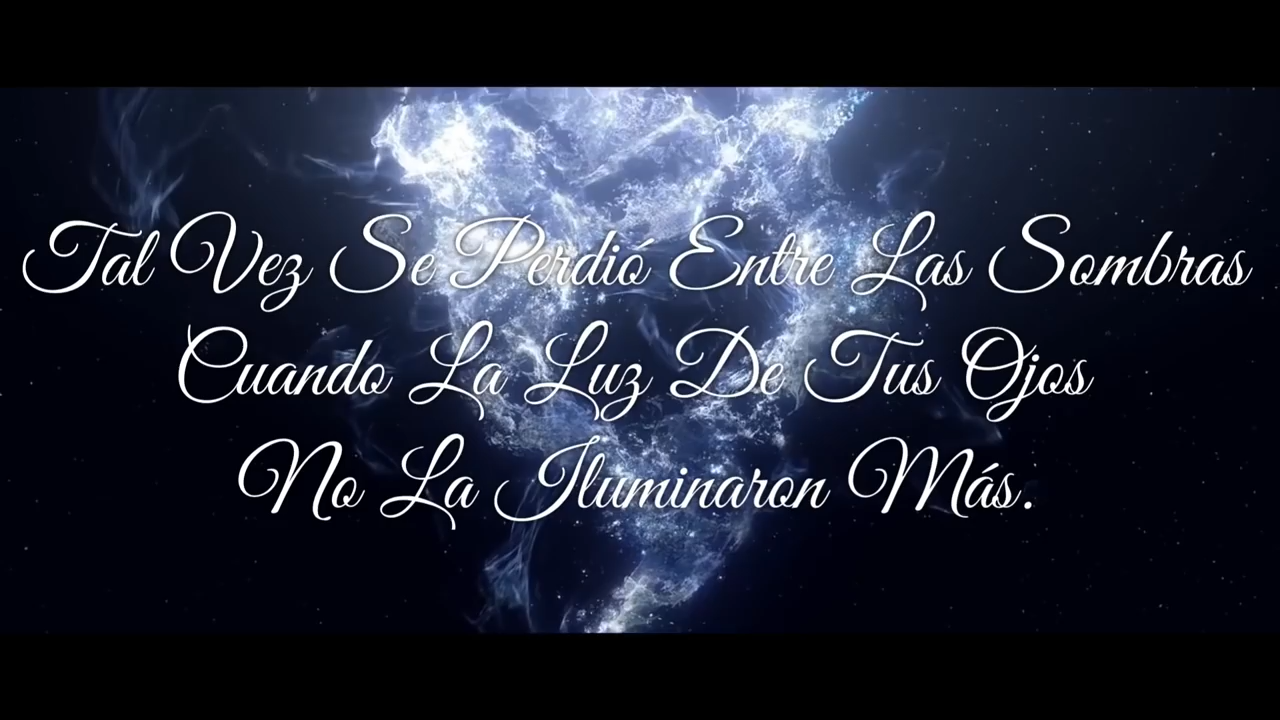 Tal Vez Se Perdió Entre Las Sombras
Cuando La Luz De Tus Ojos
No La Iluminaron Más.